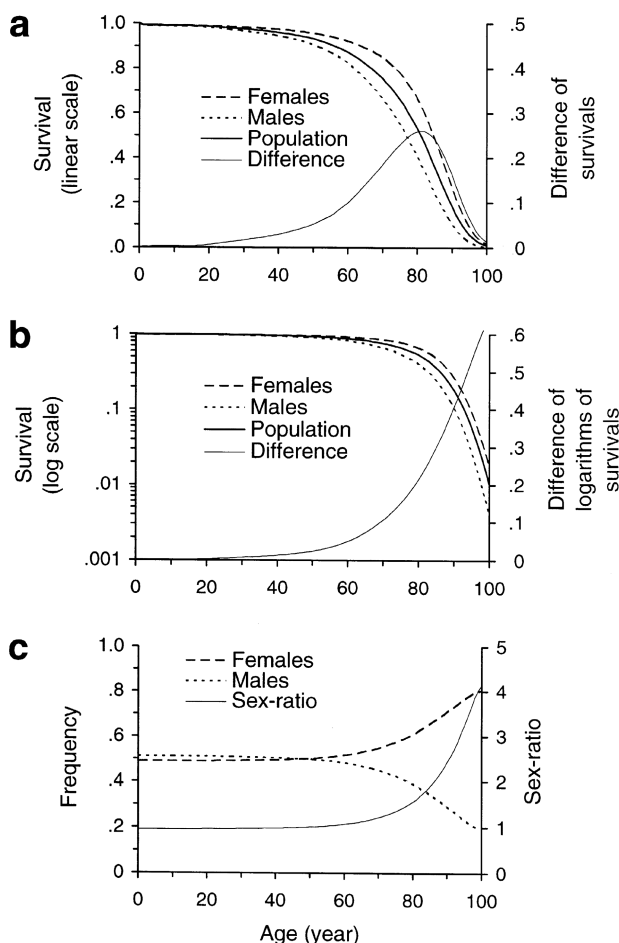 a
1.0
.8
.6
.4
.2
.0
Survival
(linear scale)
Females
Males
Population
Difference
.5
.4
.3
.2
.1
0
Difference of
survivals
0 20 40 60 80 100
b
1
.1
.01
.001
Survival
(log scale)
Females
Males
Population
Difference
.6
.5
.4
.3
.2
.1
0
Difference of
logarithms of
survivals
0 20 40 60 80 100
c
1.0
.8
.6
.4
.2
0
Frequency
Females
Males
Sex-ratio
5
4
3
2
1
0
Sex-ratio
0 20 40 60 80 100
Age (year)